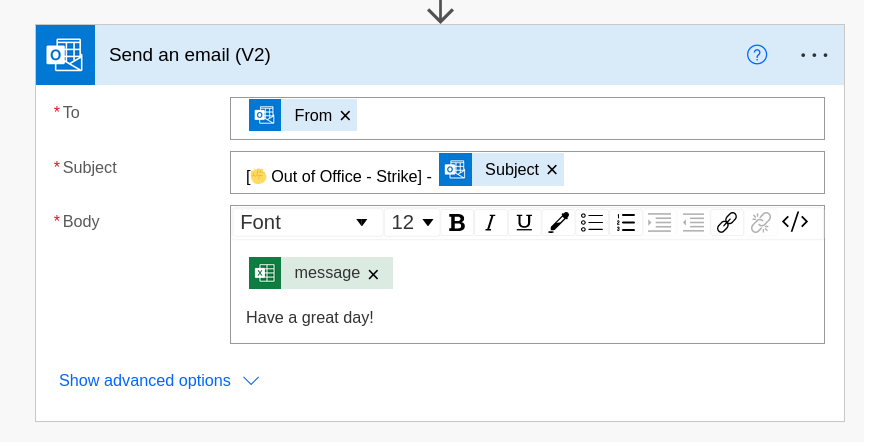 Send an email (V2)
* To
From ×
* Subject
[✊ Out of Office - Strike] - Subject ×
* Body
Font 12 B I U
message ×
Have a great day!
Show advanced options